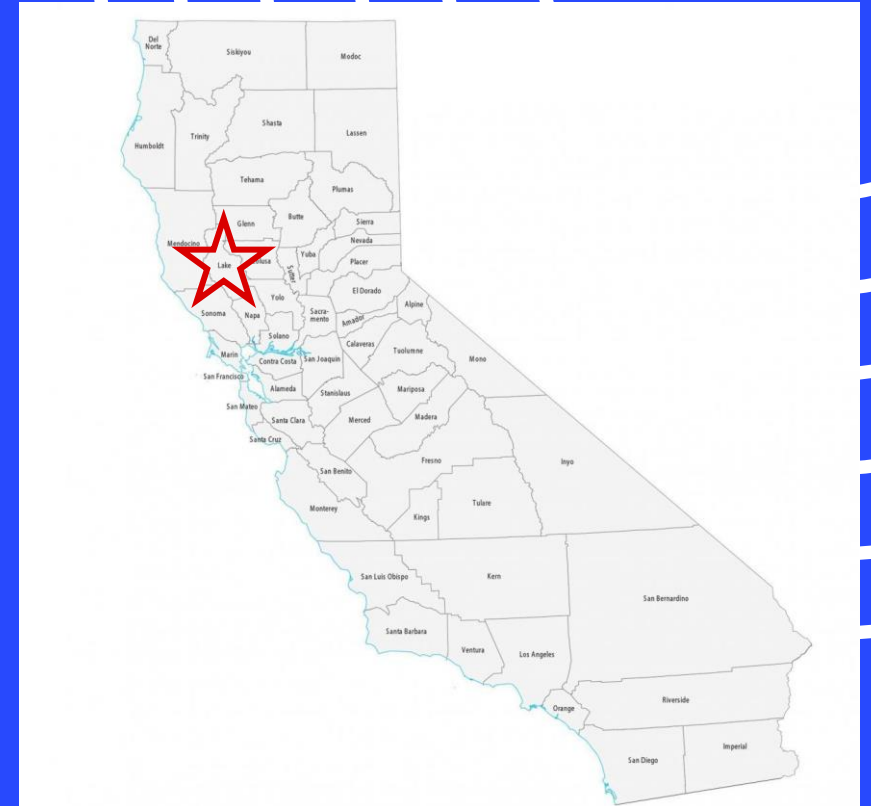 Del
Norte
Siskiyou
Modoc
Humboldt
Trinity
Shasta
Lassen
Tehama
Plumas
Glenn
Butte
Sierra
Mendocino
Nevada
Lake
Yuba
Placer
Sutter
Yolo
El Dorado
Sonoma
Napa
Sacra-
mento
Amador
Alpine
Solano
Calaveras
Tuolumne
Marin
Contra Costa
San Joaquin
Mono
San Francisco
Alameda
Stanislaus
Mariposa
San Mateo
Santa Clara
Merced
Madera
Santa Cruz
San Benito
Fresno
Inyo
Monterey
Kings
Tulare
San Luis Obispo
Kern
San Bernardino
Santa Barbara
Ventura
Los Angeles
Orange
Riverside
San Diego
Imperial